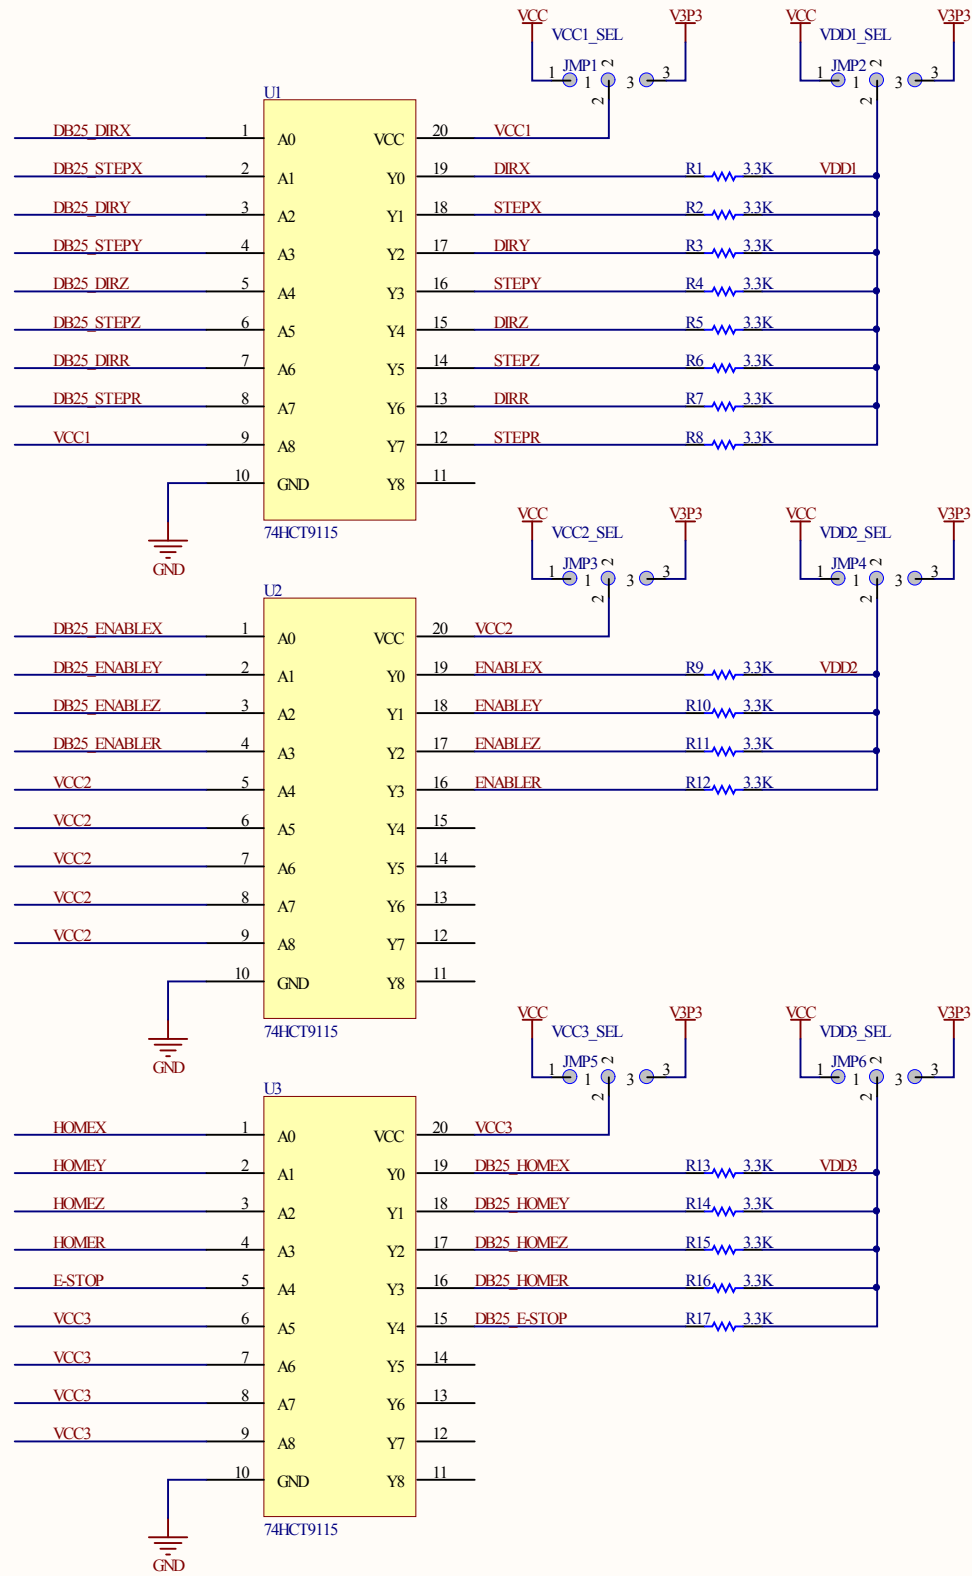 VCC V3P3 VCC V3P3
VCC1_SEL VDD1_SEL
JMP1 2 JMP2 2
1 1 3 3 1 1 3 3
U1 2 2
DB25_DIRX 1 A0 VCC 20 VCC1
DB25_STEPX 2 A1 Y0 19 DIRX R1 3.3K VDD1
DB25_DIRY 3 A2 Y1 18 STEPX R2 3.3K
DB25_STEPY 4 A3 Y2 17 DIRY R3 3.3K
DB25_DIRZ 5 A4 Y3 16 STEPY R4 3.3K
DB25_STEPZ 6 A5 Y4 15 DIRZ R5 3.3K
DB25_DIRR 7 A6 Y5 14 STEPZ R6 3.3K
DB25_STEPR 8 A7 Y6 13 DIRR R7 3.3K
VCC1 9 A8 Y7 12 STEPR R8 3.3K
10 GND Y8 11
74HCT9115
GND
VCC V3P3 VCC V3P3
VCC2_SEL VDD2_SEL
JMP3 2 JMP4 2
1 1 3 3 1 1 3 3
U2 2 2
DB25_ENABLEX 1 A0 VCC 20 VCC2
DB25_ENABLEY 2 A1 Y0 19 ENABLEX R9 3.3K VDD2
DB25_ENABLEZ 3 A2 Y1 18 ENABLEY R10 3.3K
DB25_ENABLER 4 A3 Y2 17 ENABLEZ R11 3.3K
VCC2 5 A4 Y3 16 ENABLER R12 3.3K
VCC2 6 A5 Y4 15
VCC2 7 A6 Y5 14
VCC2 8 A7 Y6 13
VCC2 9 A8 Y7 12
10 GND Y8 11
74HCT9115
GND
VCC V3P3 VCC V3P3
VCC3_SEL VDD3_SEL
JMP5 2 JMP6 2
1 1 3 3 1 1 3 3
U3 2 2
HOMEX 1 A0 VCC 20 VCC3
HOMEY 2 A1 Y0 19 DB25_HOMEX R13 3.3K VDD3
HOMEZ 3 A2 Y1 18 DB25_HOMEY R14 3.3K
HOMER 4 A3 Y2 17 DB25_HOMEZ R15 3.3K
E-STOP 5 A4 Y3 16 DB25_HOMER R16 3.3K
VCC3 6 A5 Y4 15 DB25_E-STOP R17 3.3K
VCC3 7 A6 Y5 14
VCC3 8 A7 Y6 13
VCC3 9 A8 Y7 12
10 GND Y8 11
74HCT9115
GND